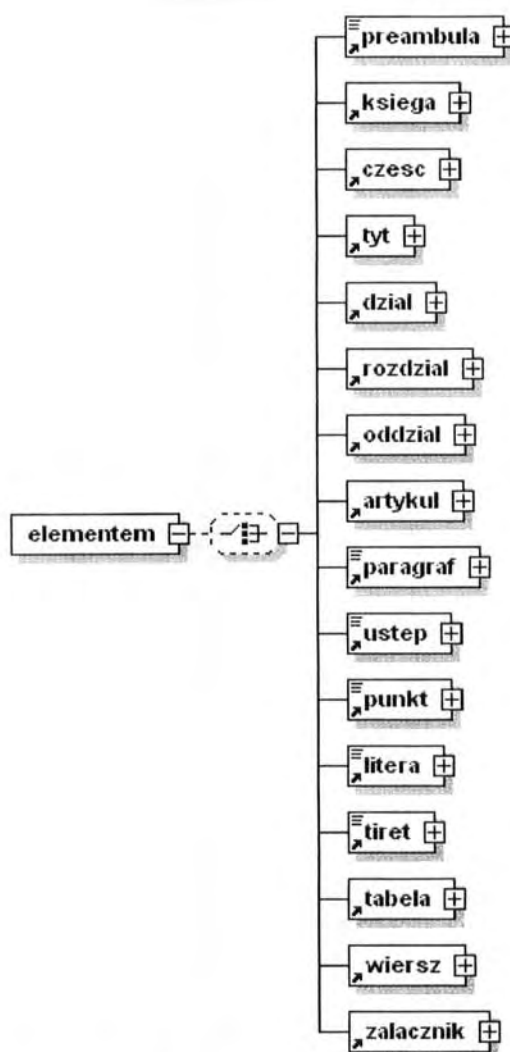 preambula
ksiega
czesc
tyt
dzial
rozdzial
oddzial
artykul
elementem
paragraf
ustep
punkt
litera
tiret
tabela
wiersz
zalacznik